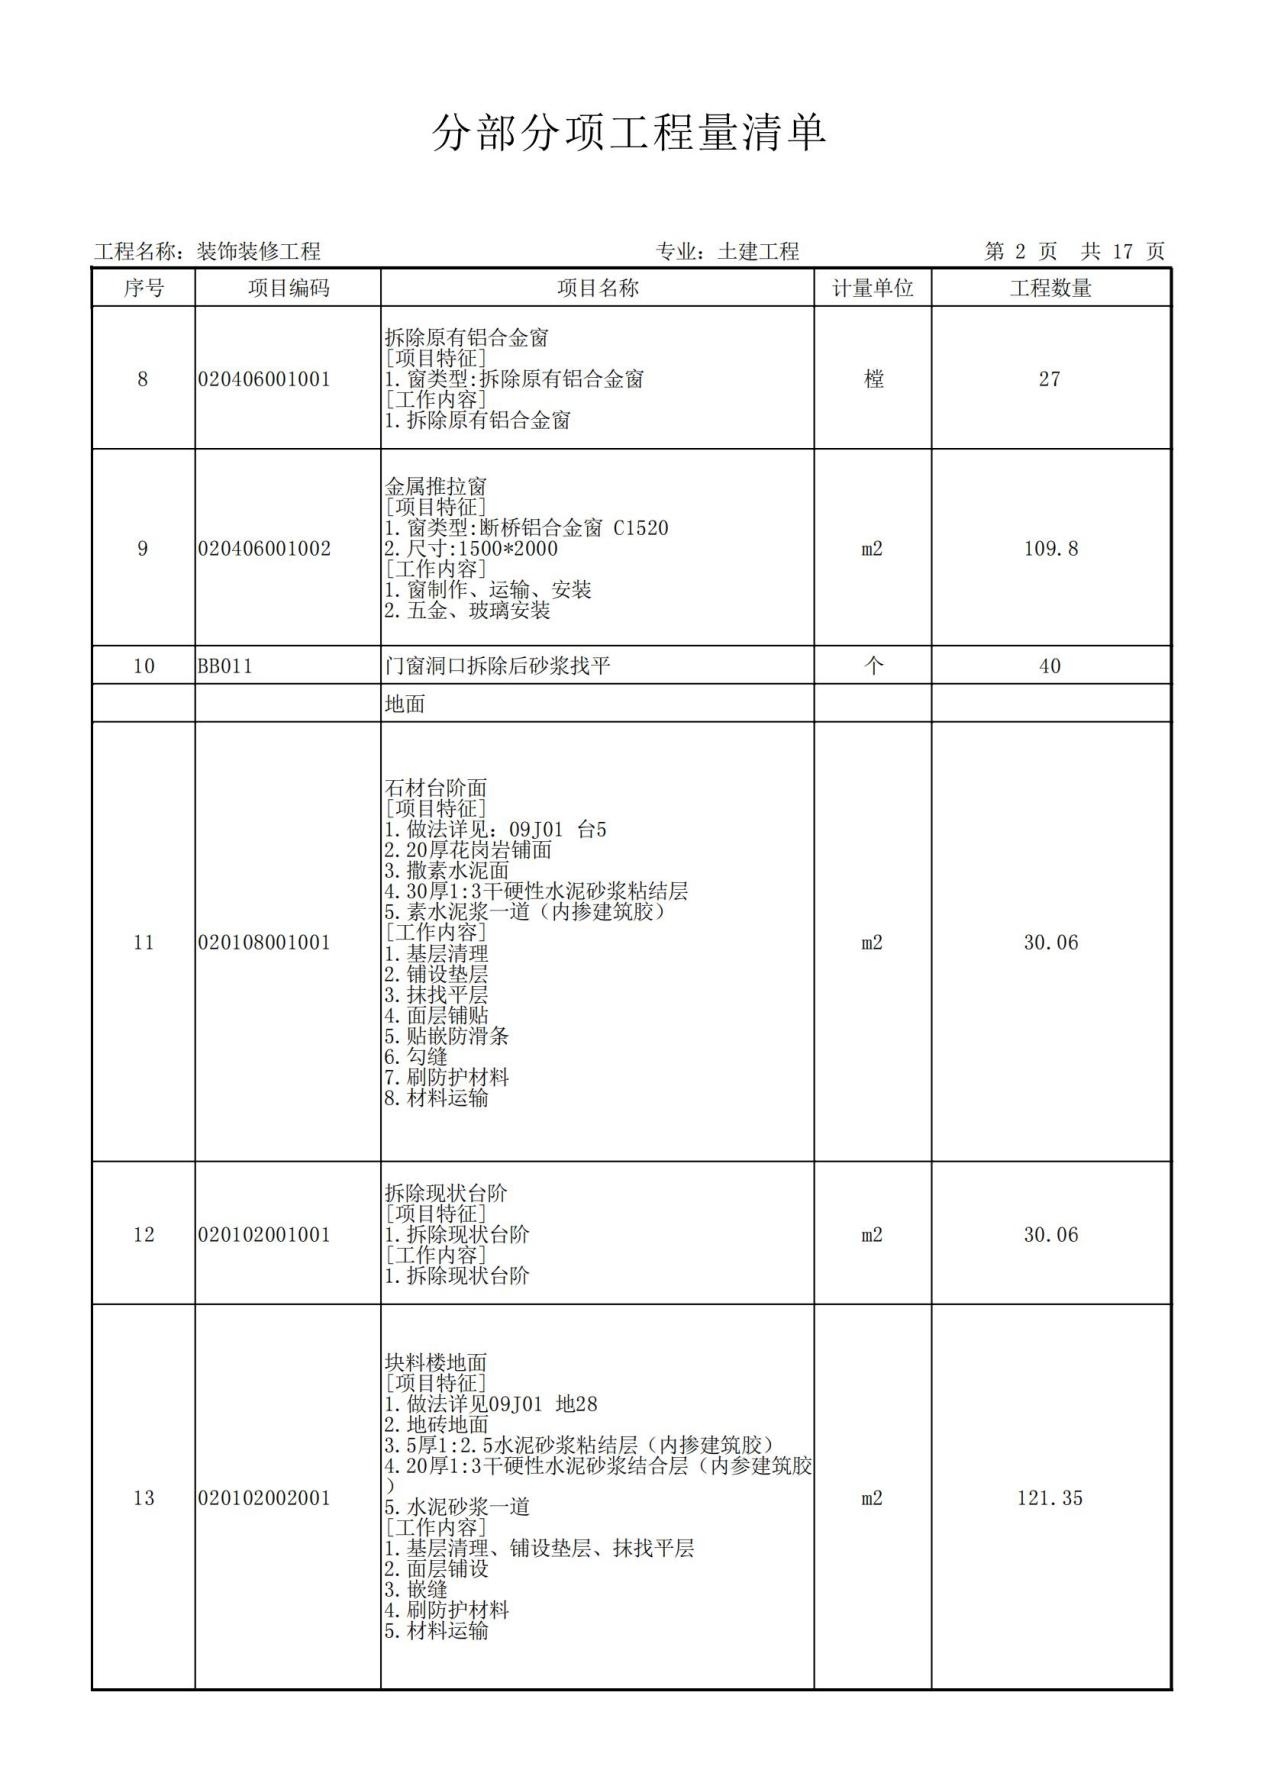 分部分项工程量清单
工程名称：装饰装修工程 专业：土建工程 第 2 页 共 17 页
序号 项目编码 项目名称 计量单位 工程数量
8 020406001001 樘 27
拆除原有铝合金窗
[项目特征]
1.窗类型:拆除原有铝合金窗
[工作内容]
1.拆除原有铝合金窗
9 020406001002 m2 109.8
金属推拉窗
[项目特征]
1.窗类型:断桥铝合金窗 C1520
2.尺寸:1500*2000
[工作内容]
1.窗制作、运输、安装
2.五金、玻璃安装
10 BB011 门窗洞口拆除后砂浆找平 个 40
地面
11 020108001001 m2 30.06
石材台阶面
[项目特征]
1.做法详见：09J01 台5
2.20厚花岗岩铺面
3.撒素水泥面
4.30厚1:3干硬性水泥砂浆粘结层
5.素水泥浆一道（内掺建筑胶）
[工作内容]
1.基层清理
2.铺设垫层
3.抹找平层
4.面层铺贴
5.贴嵌防滑条
6.勾缝
7.刷防护材料
8.材料运输
12 020102001001 m2 30.06
拆除现状台阶
[项目特征]
1.拆除现状台阶
[工作内容]
1.拆除现状台阶
13 020102002001 m2 121.35
块料楼地面
[项目特征]
1.做法详见09J01 地28
2.地砖地面
3.5厚1:2.5水泥砂浆粘结层（内掺建筑胶）
4.20厚1:3干硬性水泥砂浆结合层（内参建筑胶
）
5.水泥砂浆一道
[工作内容]
1.基层清理、铺设垫层、抹找平层
2.面层铺设
3.嵌缝
4.刷防护材料
5.材料运输